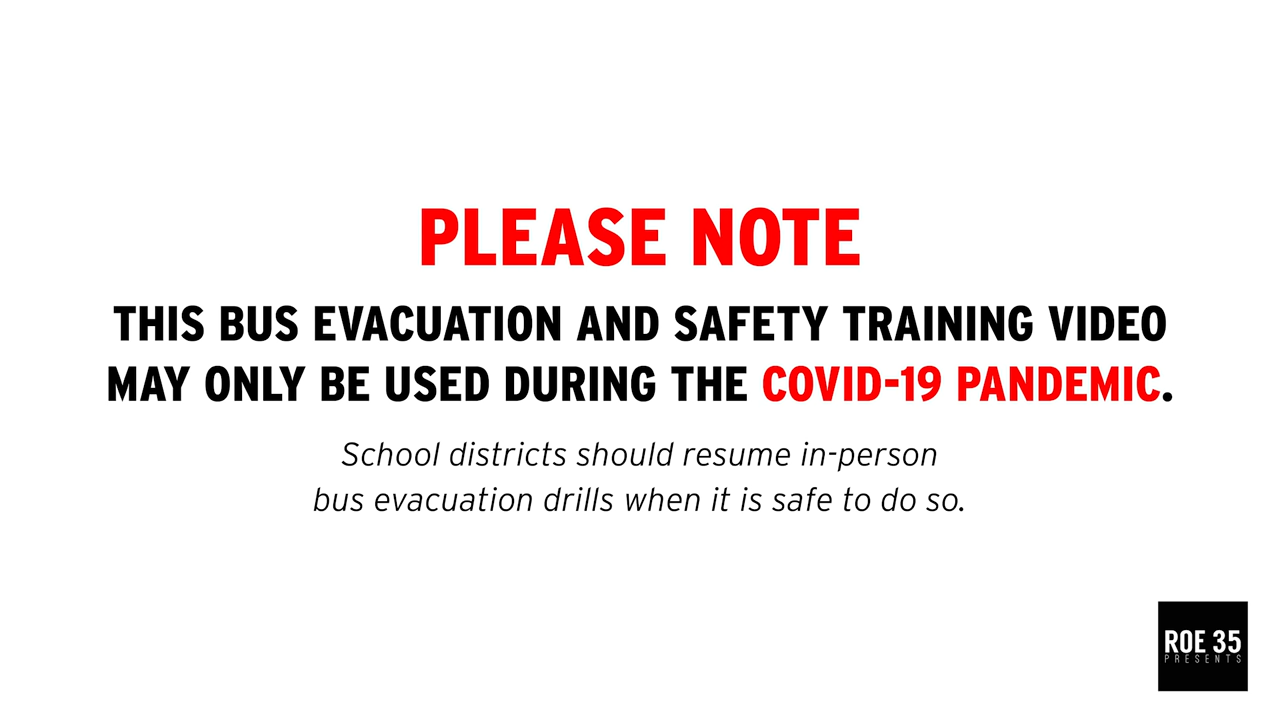 PLEASE NOTE
THIS BUS EVACUATION AND SAFETY TRAINING VIDEO
MAY ONLY BE USED DURING THE COVID-19 PANDEMIC.
School districts should resume in-person
bus evacuation drills when it is safe to do so.
ROE 35
PRESENTS